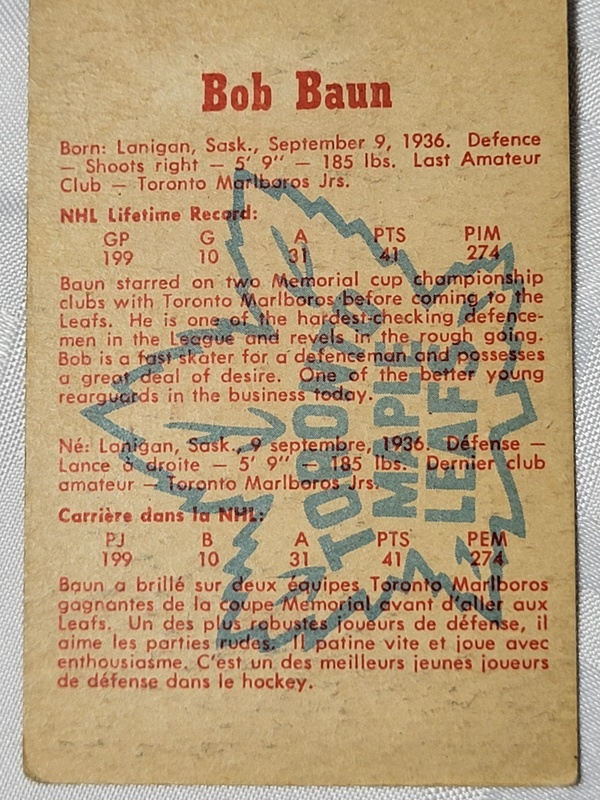 Bob Baun
Born: Lanigan, Sask., September 9, 1936. Defence
— Shoots right — 5' 9'' — 185 lbs. Last Amateur
Club — Toronto Marlboros Jrs.
NHL Lifetime Record:
GP G A PTS PIM
199 10 31 41 274
Baun starred on two Memorial cup championship
clubs with Toronto Marlboros before coming to the
Leafs. He is one of the hardest-checking defence-
men in the League and revels in the rough going.
Bob is a fast skater for a defenceman and possesses
a great deal of desire. One of the better young
rearguards in the business today.
Né: Lanigan, Sask., 9 septembre, 1936. Défense —
Lance à droite — 5' 9'' — 185 lbs. Dernier club
amateur — Toronto Marlboros Jrs.
Carrière dans la NHL:
PJ B A PTS PEM
199 10 31 41 274
Baun a brillé sur deux équipes Toronto Marlboros
gagnantes de la coupe Memorial avant d'aller aux
Leafs. Un des plus robustes joueurs de défense, il
aime les parties rudes. Il patine vite et joue avec
enthousiasme. C'est un des meilleurs jeunes joueurs
de défense dans le hockey.
TORONTO
MAPLE
LEAFS